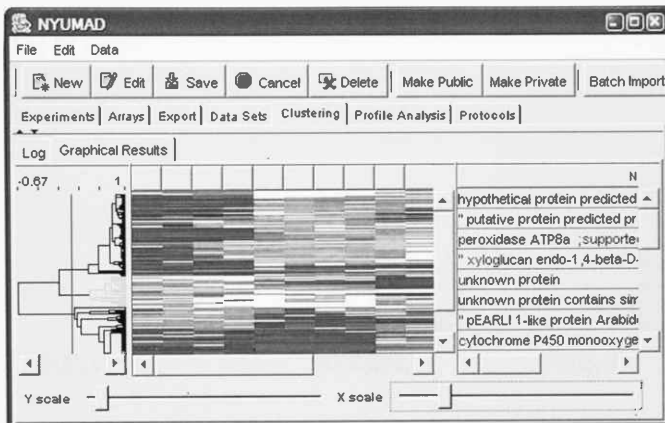 NYUMAD
File Edit Data
New Edit Save Cancel Delete Make Public Make Private Batch Import
Experiments Arrays Export Data Sets Clustering Profile Analysis Protocols
Log Graphical Results
-0.67 1
N
hypothetical protein predicted
" putative protein predicted pr
peroxidase ATP8a ;supporte
" xyloglucan endo-1,4-beta-D-
unknown protein
unknown protein contains sim
" pEARLI 1-like protein Arabid
cytochrome P450 monooxyge
Y scale X scale